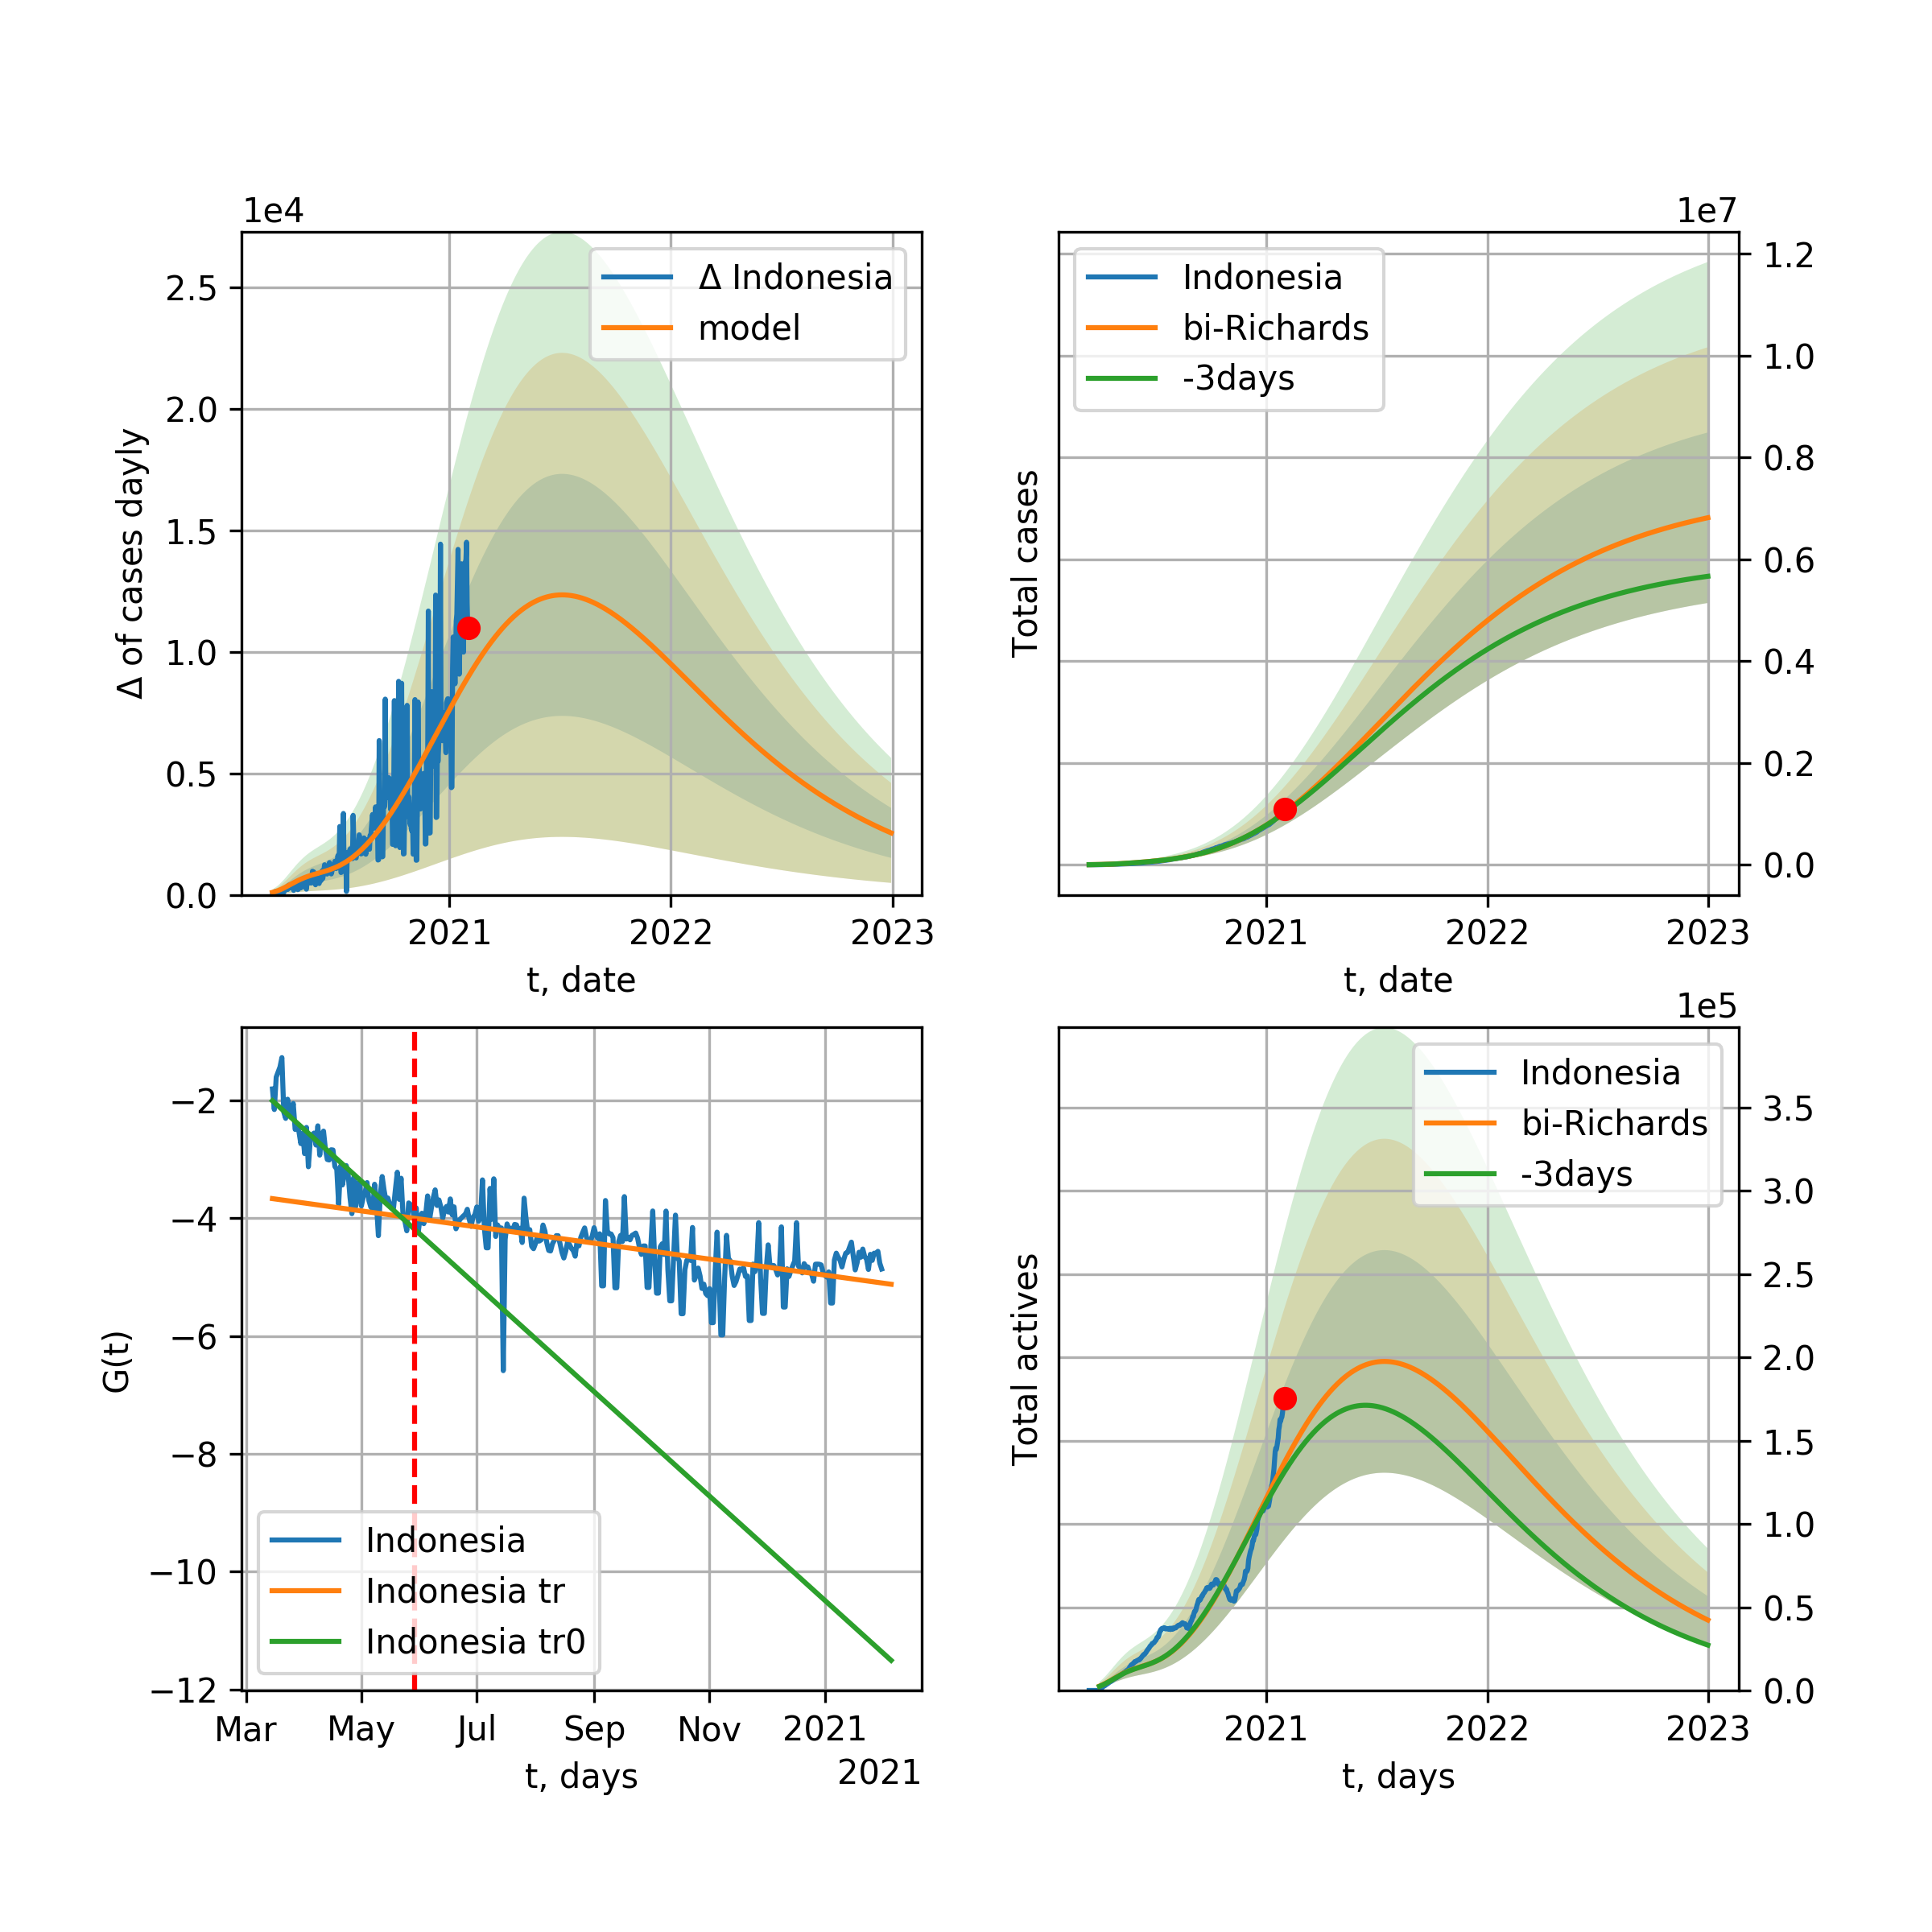 1e4
Δ of cases dayly
2.5
2.0
1.5
1.0
0.5
0.0
Δ Indonesia
model
2021 2022 2023
t, date
1e7
Total cases
Indonesia
bi-Richards
-3days
1.2
1.0
0.8
0.6
0.4
0.2
0.0
2021 2022 2023
t, date
G(t)
−2
−4
−6
−8
−10
−12
Indonesia
Indonesia tr
Indonesia tr0
Mar May Jul Sep Nov 2021
t, days
2021
1e5
Total actives
Indonesia
bi-Richards
-3days
3.5
3.0
2.5
2.0
1.5
1.0
0.5
0.0
2021 2022 2023
t, days